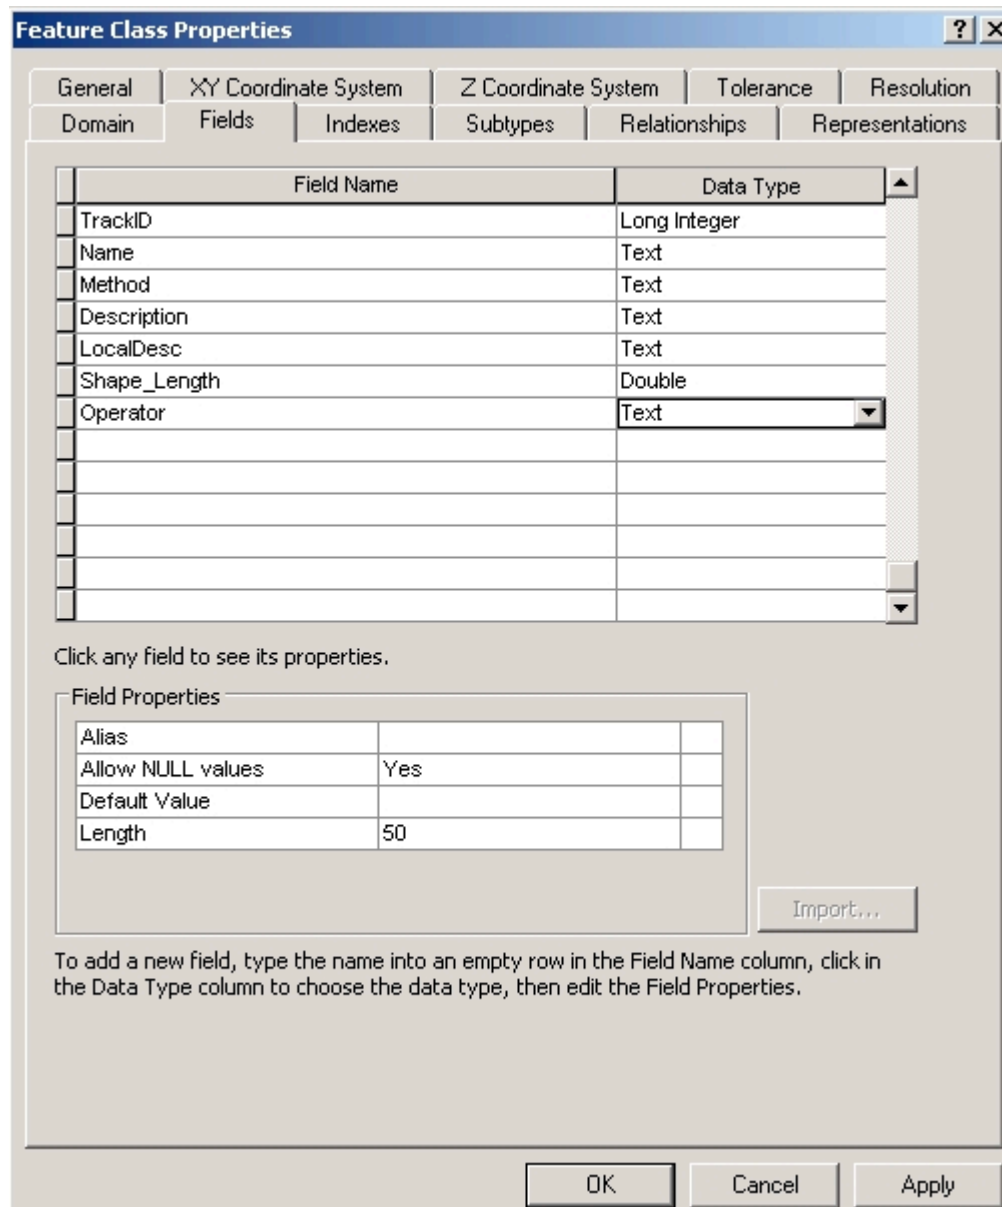 Feature Class Properties
General XY Coordinate System Z Coordinate System Tolerance Resolution
Domain Fields Indexes Subtypes Relationships Representations
Field Name Data Type
TrackID Long Integer
Name Text
Method Text
Description Text
LocalDesc Text
Shape_Length Double
Operator Text
Click any field to see its properties.
Field Properties
Alias
Allow NULL values Yes
Default Value
Length 50
Import...
To add a new field, type the name into an empty row in the Field Name column, click in
the Data Type column to choose the data type, then edit the Field Properties.
OK Cancel Apply